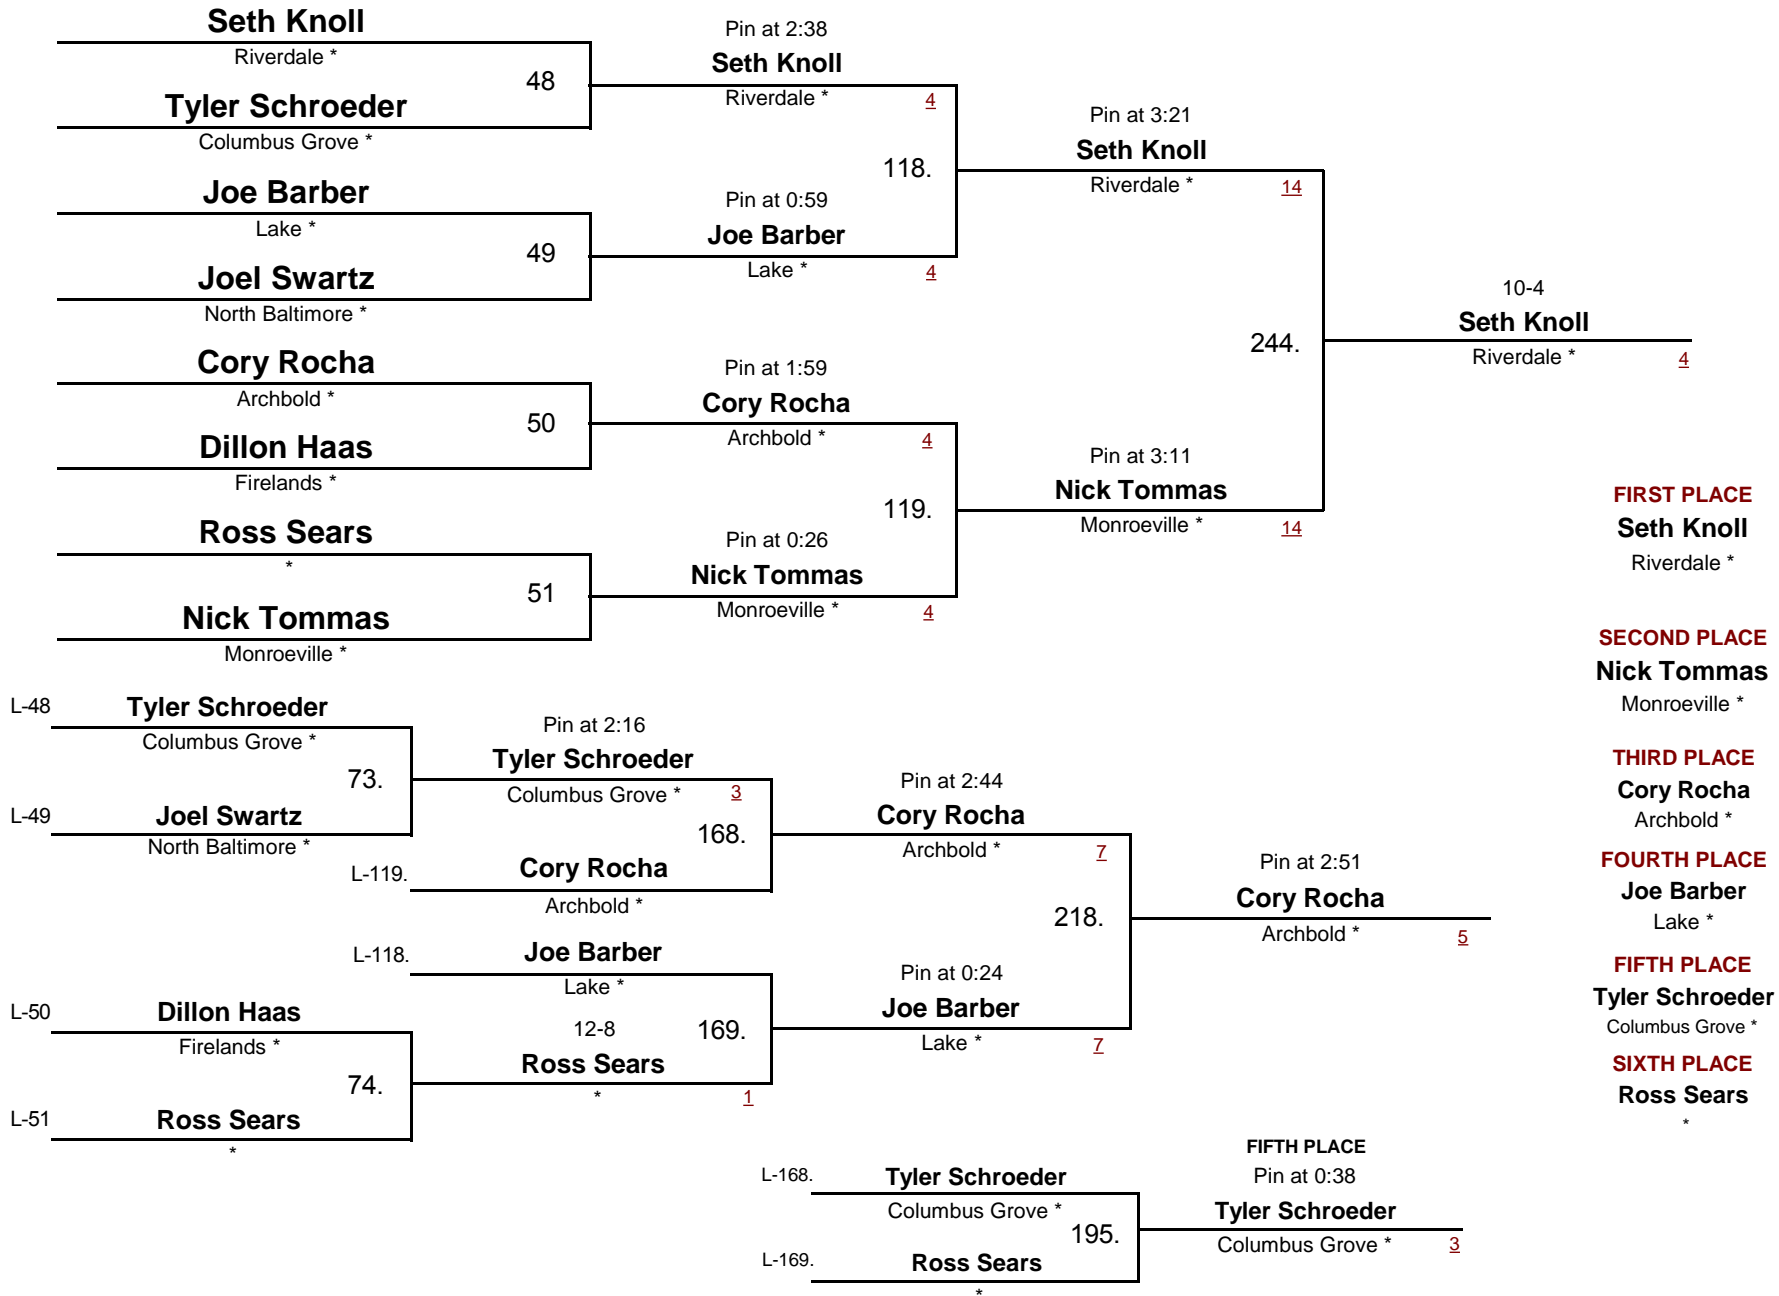 Seth Knoll
Riverdale *
48
Tyler Schroeder
Columbus Grove *
Joe Barber
Lake *
49
Joel Swartz
North Baltimore *
Cory Rocha
Archbold *
50
Dillon Haas
Firelands *
Ross Sears
*
51
Nick Tommas
Monroeville *
Pin at 2:38
Seth Knoll
Riverdale * 4
118.
Pin at 0:59
Joe Barber
Lake * 4
Pin at 1:59
Cory Rocha
Archbold * 4
119.
Pin at 0:26
Nick Tommas
Monroeville * 4
Pin at 3:21
Seth Knoll
Riverdale * 14
244.
Pin at 3:11
Nick Tommas
Monroeville * 14
10-4
Seth Knoll
Riverdale * 4
FIRST PLACE
Seth Knoll
Riverdale *
SECOND PLACE
Nick Tommas
Monroeville *
THIRD PLACE
Cory Rocha
Archbold *
FOURTH PLACE
Joe Barber
Lake *
FIFTH PLACE
Tyler Schroeder
Columbus Grove *
SIXTH PLACE
Ross Sears
*
L-48 Tyler Schroeder
Columbus Grove *
73.
L-49 Joel Swartz
North Baltimore *
L-50 Dillon Haas
Firelands *
74.
L-51 Ross Sears
*
Pin at 2:16
Tyler Schroeder
Columbus Grove * 3
168.
L-119. Cory Rocha
Archbold *
L-118. Joe Barber
Lake *
12-8 169.
Ross Sears
* 1
Pin at 2:44
Cory Rocha
Archbold * 7
218.
Pin at 0:24
Joe Barber
Lake * 7
Pin at 2:51
Cory Rocha
Archbold * 5
L-168. Tyler Schroeder
Columbus Grove *
195.
L-169. Ross Sears
*
FIFTH PLACE
Pin at 0:38
Tyler Schroeder
Columbus Grove * 3